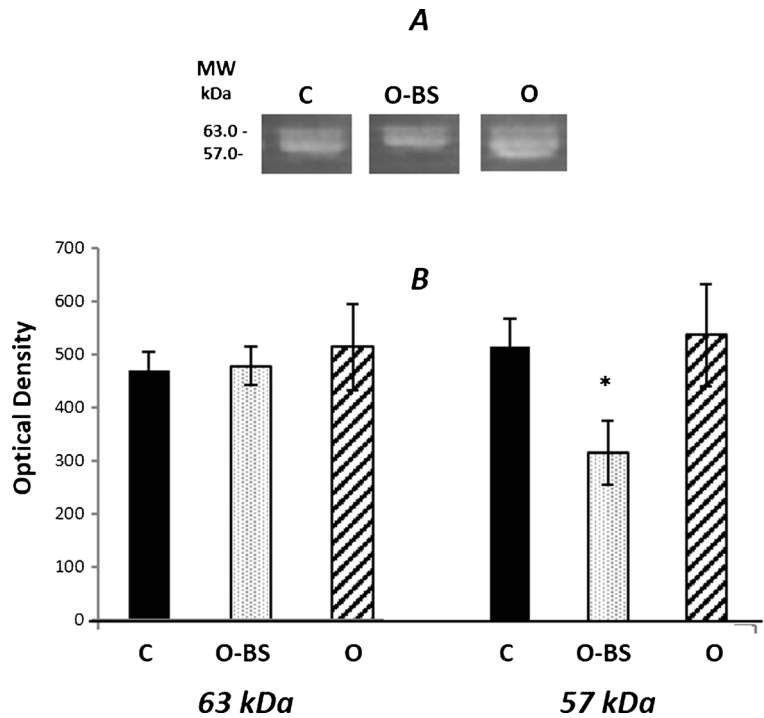 A
MW
kDa C O-BS O
63.0 -
57.0-
700
B
600
500
*
400
300
200
100
0
Optical Density
C O-BS O C O-BS O
63 kDa 57 kDa